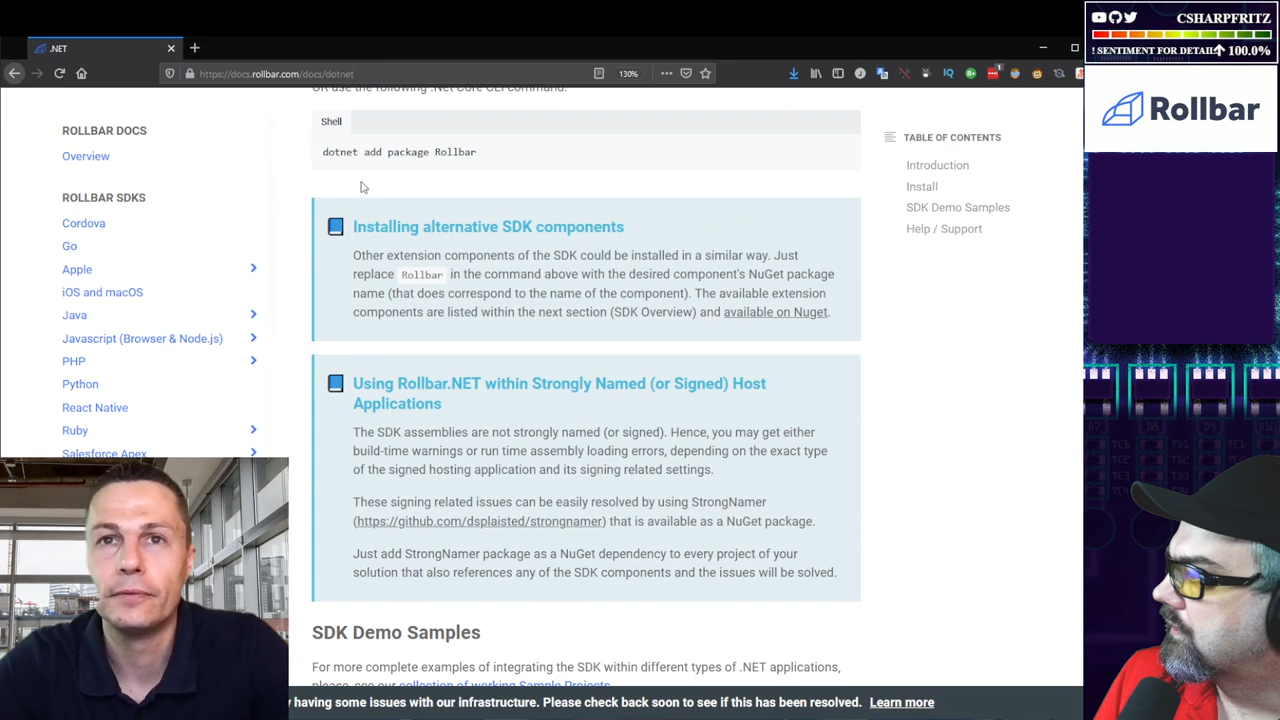 .NET
https://docs.rollbar.com/docs/dotnet
130%
IQ
1
CSHARPFRITZ
! SENTIMENT FOR DETAILS 100.0%
Rollbar
OR use the following .Net Core CLI command:
ROLLBAR DOCS
Overview
ROLLBAR SDKS
Cordova
Go
Apple
iOS and macOS
Java
Javascript (Browser & Node.js)
PHP
Python
React Native
Ruby
Salesforce Apex
Shell
dotnet add package Rollbar
Installing alternative SDK components
Other extension components of the SDK could be installed in a similar way. Just
replace Rollbar in the command above with the desired component's NuGet package
name (that does correspond to the name of the component). The available extension
components are listed within the next section (SDK Overview) and available on Nuget.
Using Rollbar.NET within Strongly Named (or Signed) Host
Applications
The SDK assemblies are not strongly named (or signed). Hence, you may get either
build-time warnings or run time assembly loading errors, depending on the exact type
of the signed hosting application and its signing related settings.
These signing related issues can be easily resolved by using StrongNamer
(https://github.com/dsplaisted/strongnamer) that is available as a NuGet package.
Just add StrongNamer package as a NuGet dependency to every project of your
solution that also references any of the SDK components and the issues will be solved.
SDK Demo Samples
For more complete examples of integrating the SDK within different types of .NET applications,
please, see our collection of working Sample Projects.
TABLE OF CONTENTS
Introduction
Install
SDK Demo Samples
Help / Support
having some issues with our infrastructure. Please check back soon to see if this has been resolved. Learn more